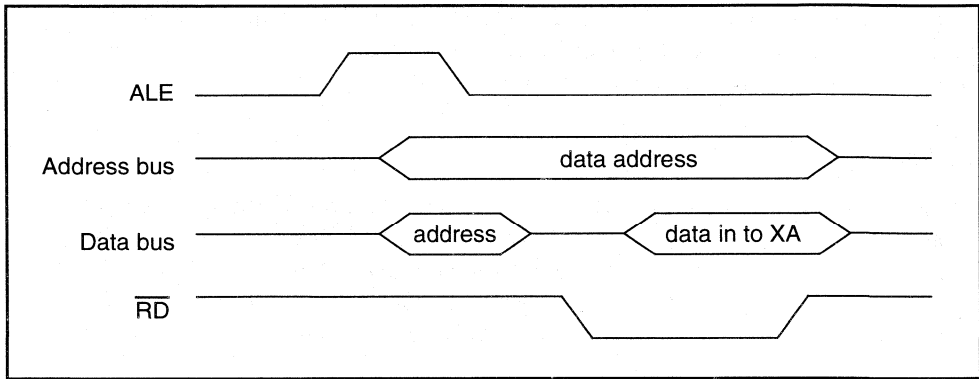 ALE
Address bus
data address
Data bus
address
data in to XA
RD